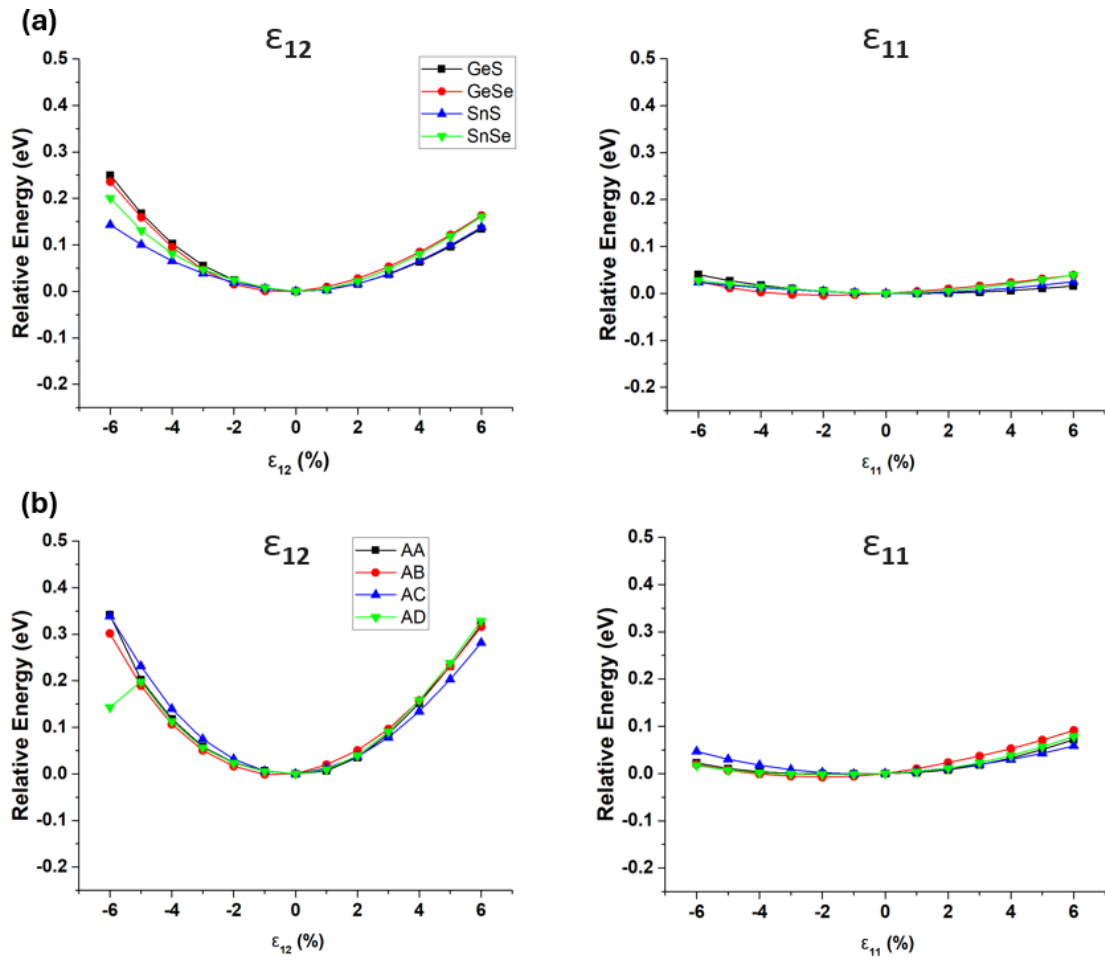 (a)
ε12
0.5
0.4
0.3
0.2
0.1
0.0
-0.1
-0.2
Relative Energy (eV)
GeS
GeSe
SnS
SnSe
-6 -4 -2 0 2 4 6
ε12 (%)
ε11
0.5
0.4
0.3
0.2
0.1
0.0
-0.1
-0.2
Relative Energy (eV)
-6 -4 -2 0 2 4 6
ε11 (%)
(b)
ε12
0.5
0.4
0.3
0.2
0.1
0.0
-0.1
-0.2
Relative Energy (eV)
AA
AB
AC
AD
-6 -4 -2 0 2 4 6
ε12 (%)
ε11
0.5
0.4
0.3
0.2
0.1
0.0
-0.1
-0.2
Relative Energy (eV)
-6 -4 -2 0 2 4 6
ε11 (%)